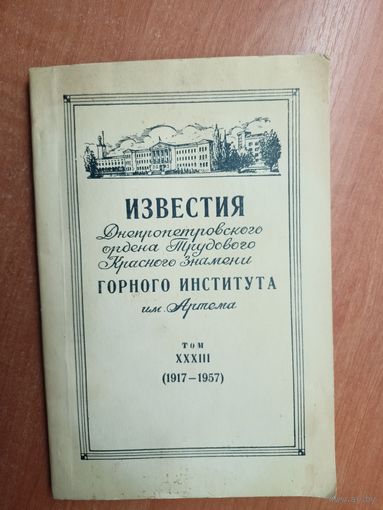 ИЗВЕСТИЯ
Днепропетровского
ордена Трудового
Красного Знамени
ГОРНОГО ИНСТИТУТА
им. Артема
ТОМ
XXXIII
(1917—1957)